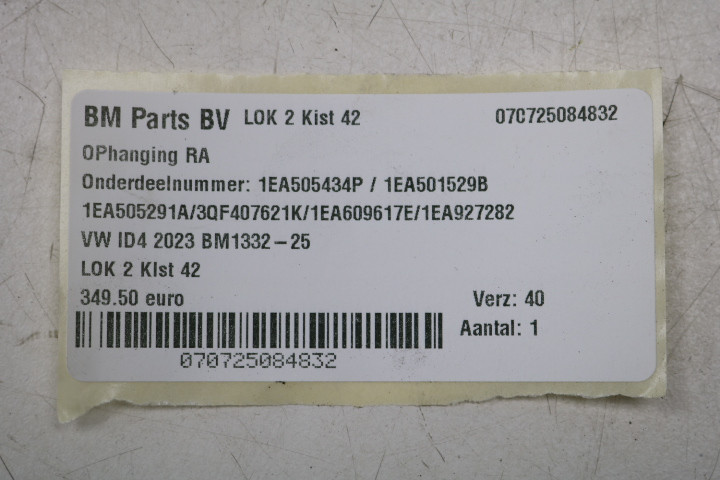 BM Parts BV LOK 2 Kist 42 070725084832
OPhanging RA
Onderdeelnummer: 1EA505434P / 1EA501529B
1EA505291A/3QF407621K/1EA609617E/1EA927282
VW ID4 2023 BM1332-25
LOK 2 Kist 42
349.50 euro Verz: 40
Aantal: 1
070725084832